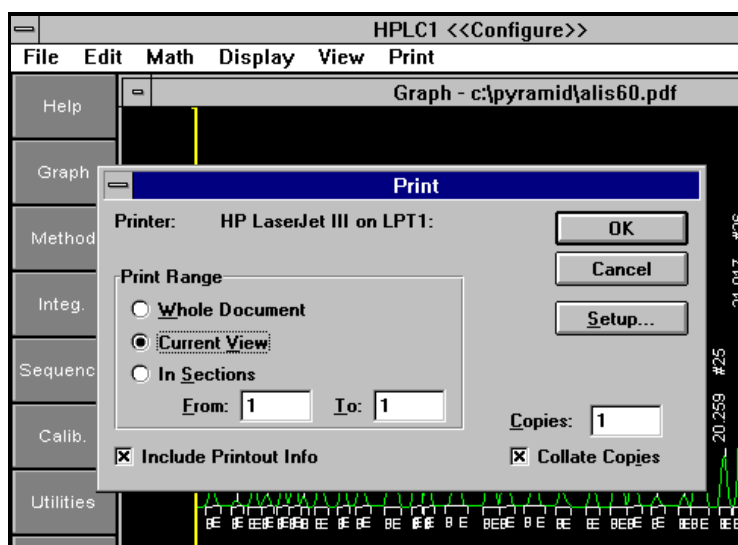 HPLC1 <<Configure>>
File Edit Math Display View Print
Graph - c:\pyramid\alis60.pdf
Help
Graph
Method
Integ.
Sequenc
Calib.
Utilities
Print
Printer: HP LaserJet III on LPT1:
OK
Cancel
Setup...
Print Range
Whole Document
Current View
In Sections
From: 1 To: 1
Copies: 1
Include Printout Info
Collate Copies
20.259 #25